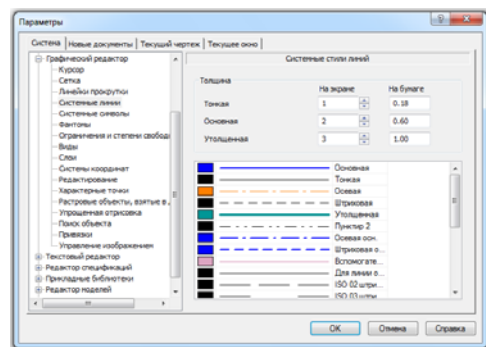 Параметры
Система
Новые документы
Текущий чертеж
Текущее окно
Графический редактор
Курсор
Сетка
Линейки прокрутки
Системные линии
Системные символы
Фантомы
Ограничения и степени свободы
Виды
Слои
Системы координат
Редактирование
Характерные точки
Растровые объекты, взятые в
Упрощенная отрисовка
Поиск объекта
Привязки
Управление изображением
Текстовый редактор
Редактор спецификаций
Прикладные библиотеки
Редактор моделей
Системные стили линий
Толщина
На экране
На бумаге
Тонкая
1
0.18
Основная
2
0.60
Утолщенная
3
1.00
Основная
Тонкая
Осевая
Штриховая
Утолщенная
Пунктир 2
Осевая осн.
Штриховая о...
Вспомогате...
Для линии о...
ISO 02 штри...
ISO 03 штри...
OK
Отмена
Справка